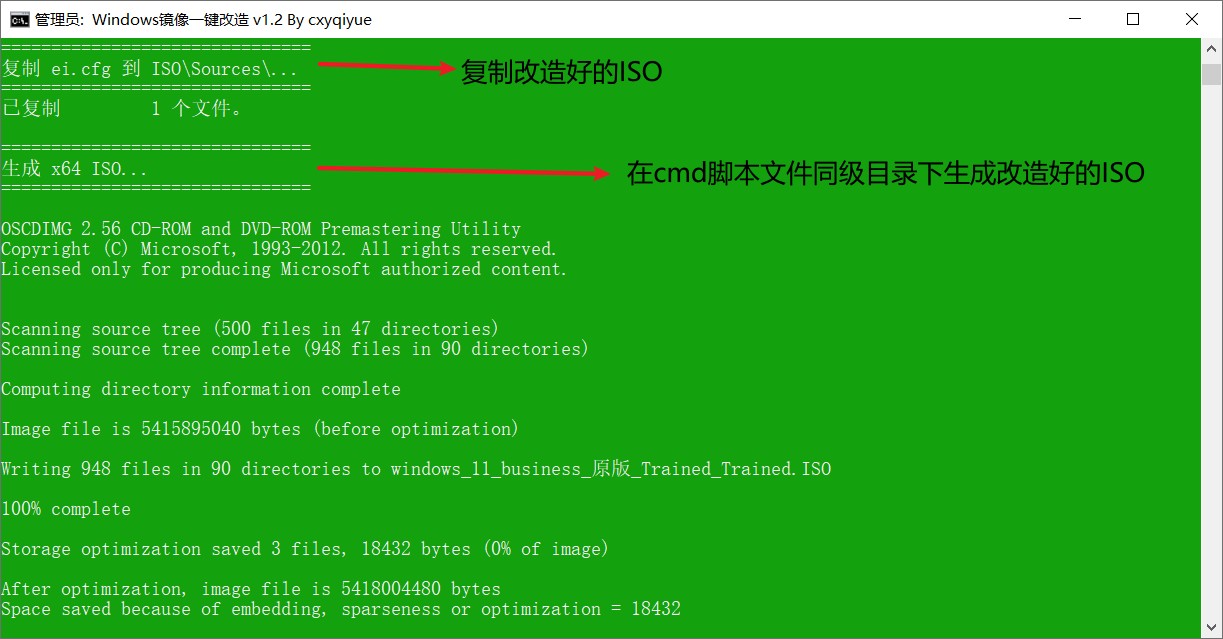 管理员: Windows镜像一键改造 v1.2 By cxyqiyue
===============================
复制 ei.cfg 到 ISO\Sources\...
复制改造好的ISO
===============================
已复制         1 个文件。
===============================
生成 x64 ISO...
在cmd脚本文件同级目录下生成改造好的ISO
===============================
OSCDIMG 2.56 CD-ROM and DVD-ROM Premastering Utility
Copyright (C) Microsoft, 1993-2012. All rights reserved.
Licensed only for producing Microsoft authorized content.
Scanning source tree (500 files in 47 directories)
Scanning source tree complete (948 files in 90 directories)
Computing directory information complete
Image file is 5415895040 bytes (before optimization)
Writing 948 files in 90 directories to windows_11_business_原版_Trained_Trained.ISO
100% complete
Storage optimization saved 3 files, 18432 bytes (0% of image)
After optimization, image file is 5418004480 bytes
Space saved because of embedding, sparseness or optimization = 18432